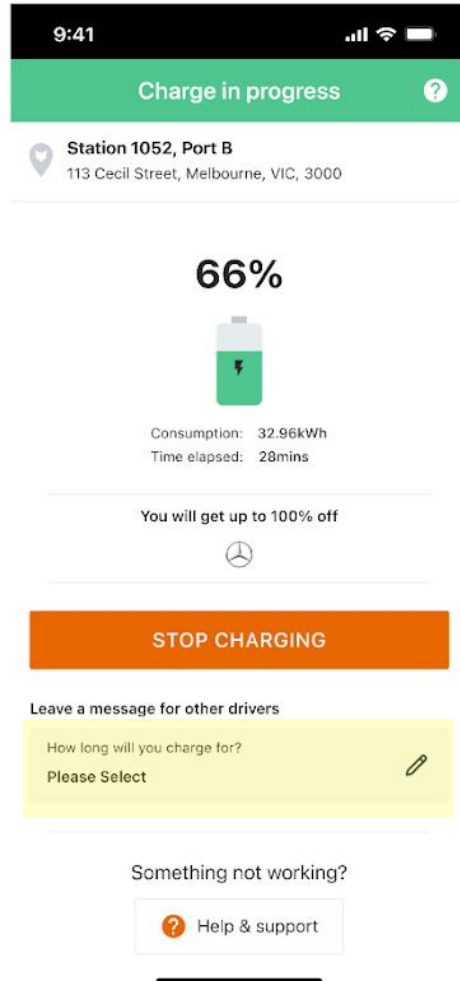 9:41
Charge in progress
?
Station 1052, Port B
113 Cecil Street, Melbourne, VIC, 3000
66%
Consumption: 32.96kWh
Time elapsed: 28mins
You will get up to 100% off
STOP CHARGING
Leave a message for other drivers
How long will you charge for?
Please Select
Something not working?
? Help & support